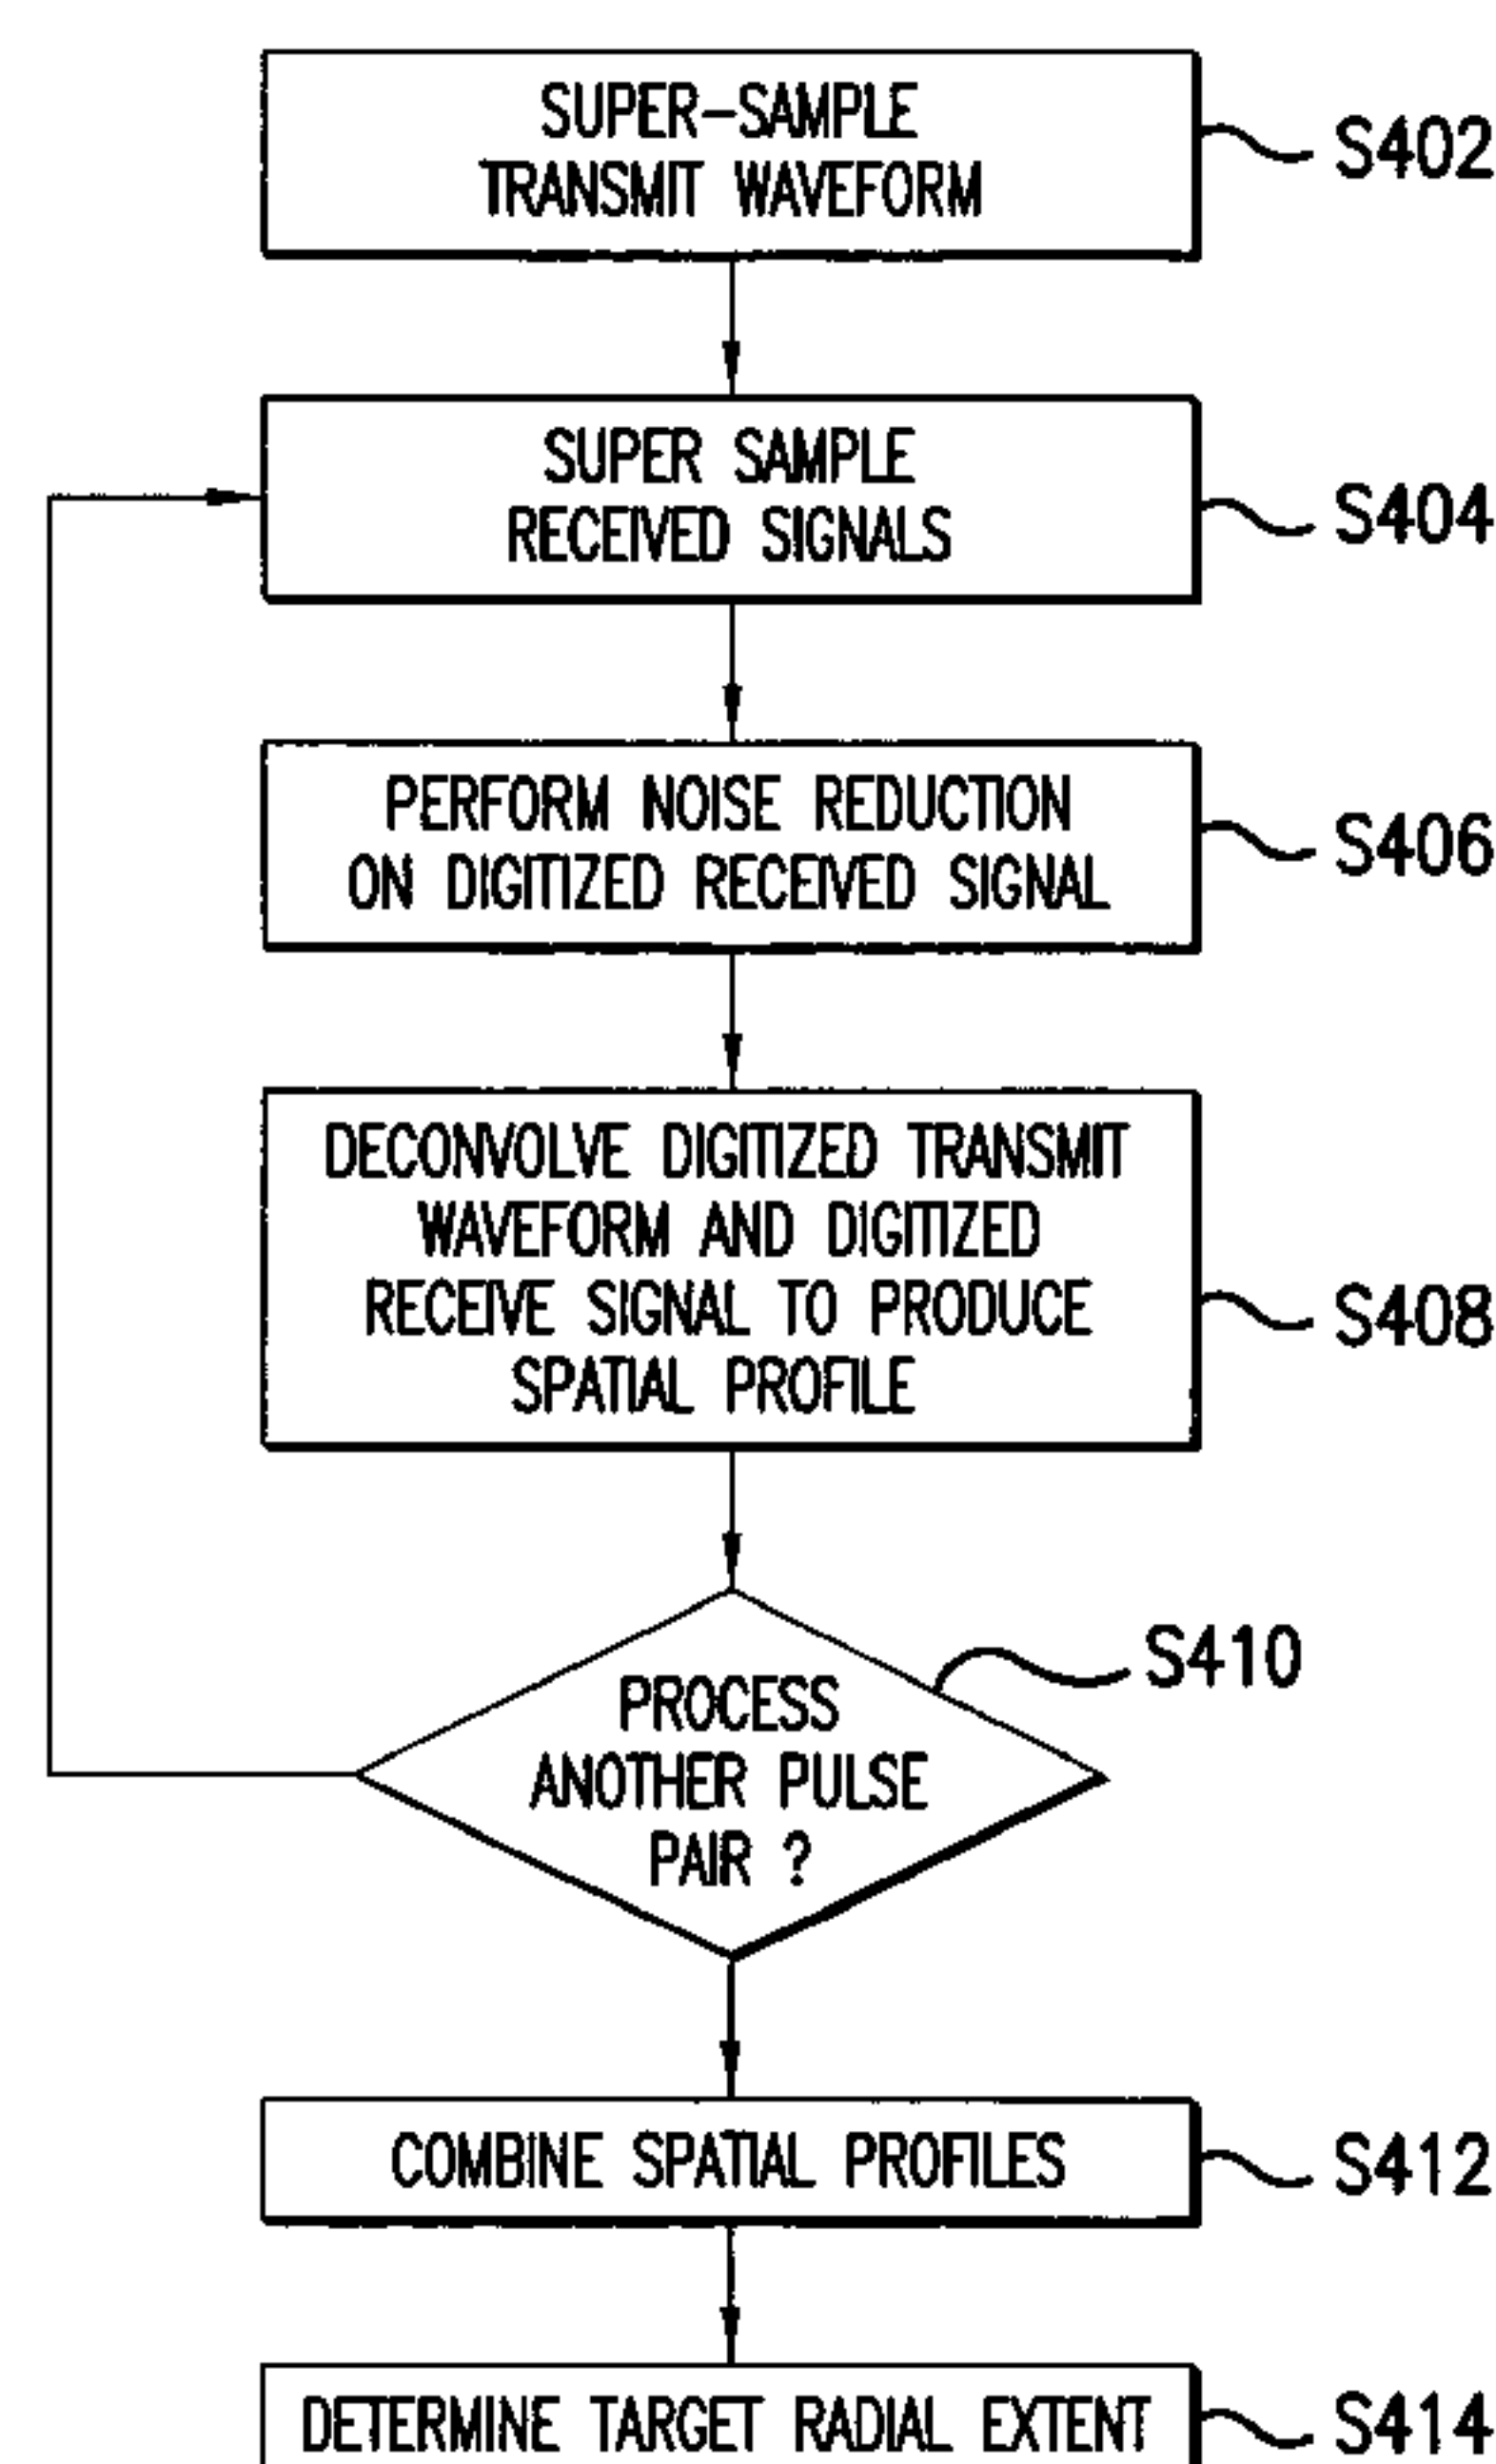 SUPER-SAMPLE
TRANSMIT WAVEFORM
S402
SUPER SAMPLE
RECEIVED SIGNALS
S404
PERFORM NOISE REDUCTION
ON DIGITIZED RECEIVED SIGNAL
S406
DECONVOLVE DIGITIZED TRANSMIT
WAVEFORM AND DIGITIZED
RECEIVE SIGNAL TO PRODUCE
SPATIAL PROFILE
S408
PROCESS
ANOTHER PULSE
PAIR ?
S410
COMBINE SPATIAL PROFILES
S412
DETERMINE TARGET RADIAL EXTENT
S414